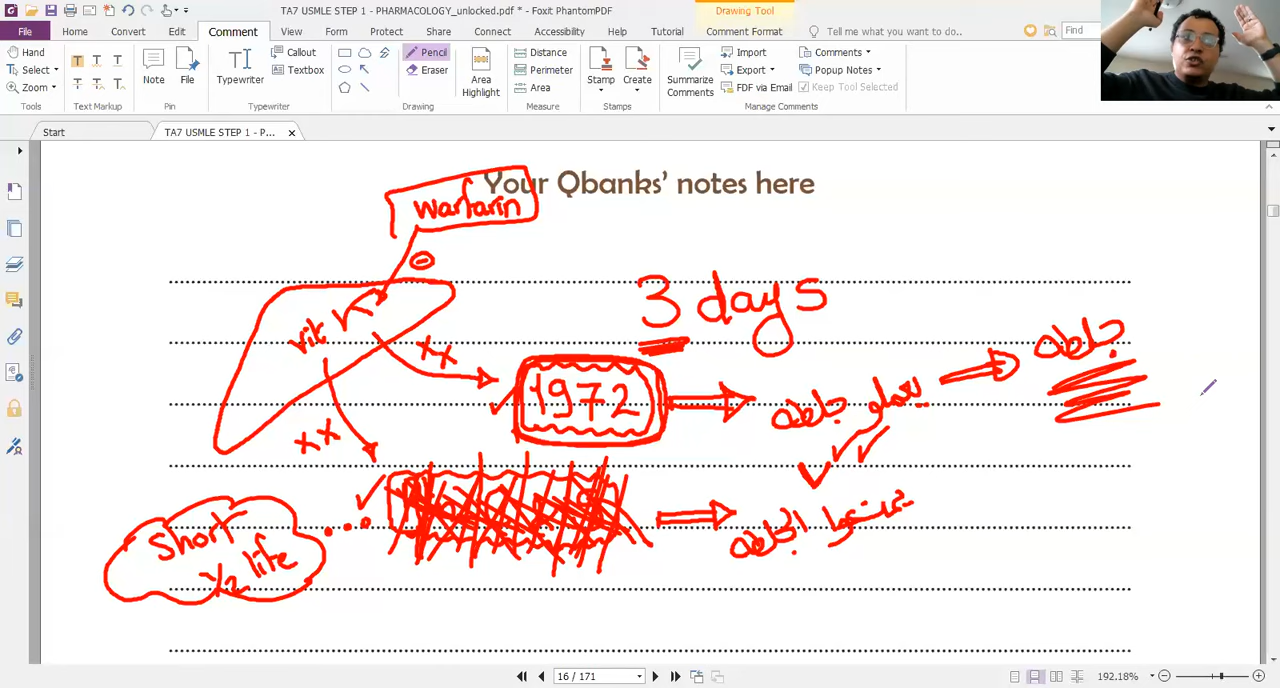 TA7 USMLE STEP 1 - PHARMACOLOGY_unlocked.pdf * - Foxit PhantomPDF
Drawing Tool
File Home Convert Edit Comment View Form Protect Share Connect Accessibility Help Tutorial Comment Format Tell me what you want to do.. Find
Hand
Select
Zoom
Tools
Text Markup
Note
File
Pin
Typewriter
Callout
Textbox
Typewriter
Pencil
Eraser
Drawing
Area Highlight
Distance
Perimeter
Area
Measure
Stamp
Create
Stamps
Summarize Comments
Import
Export
FDF via Email
Comments
Popup Notes
Keep Tool Selected
Manage Comments
Start
TA7 USMLE STEP 1 - P...
Your Qbanks' notes here
warfarin
3 days
vit
xx
1972
جلطة
جلطة
xx
الجلطة
short
1/2 life
16 / 171
192.18%